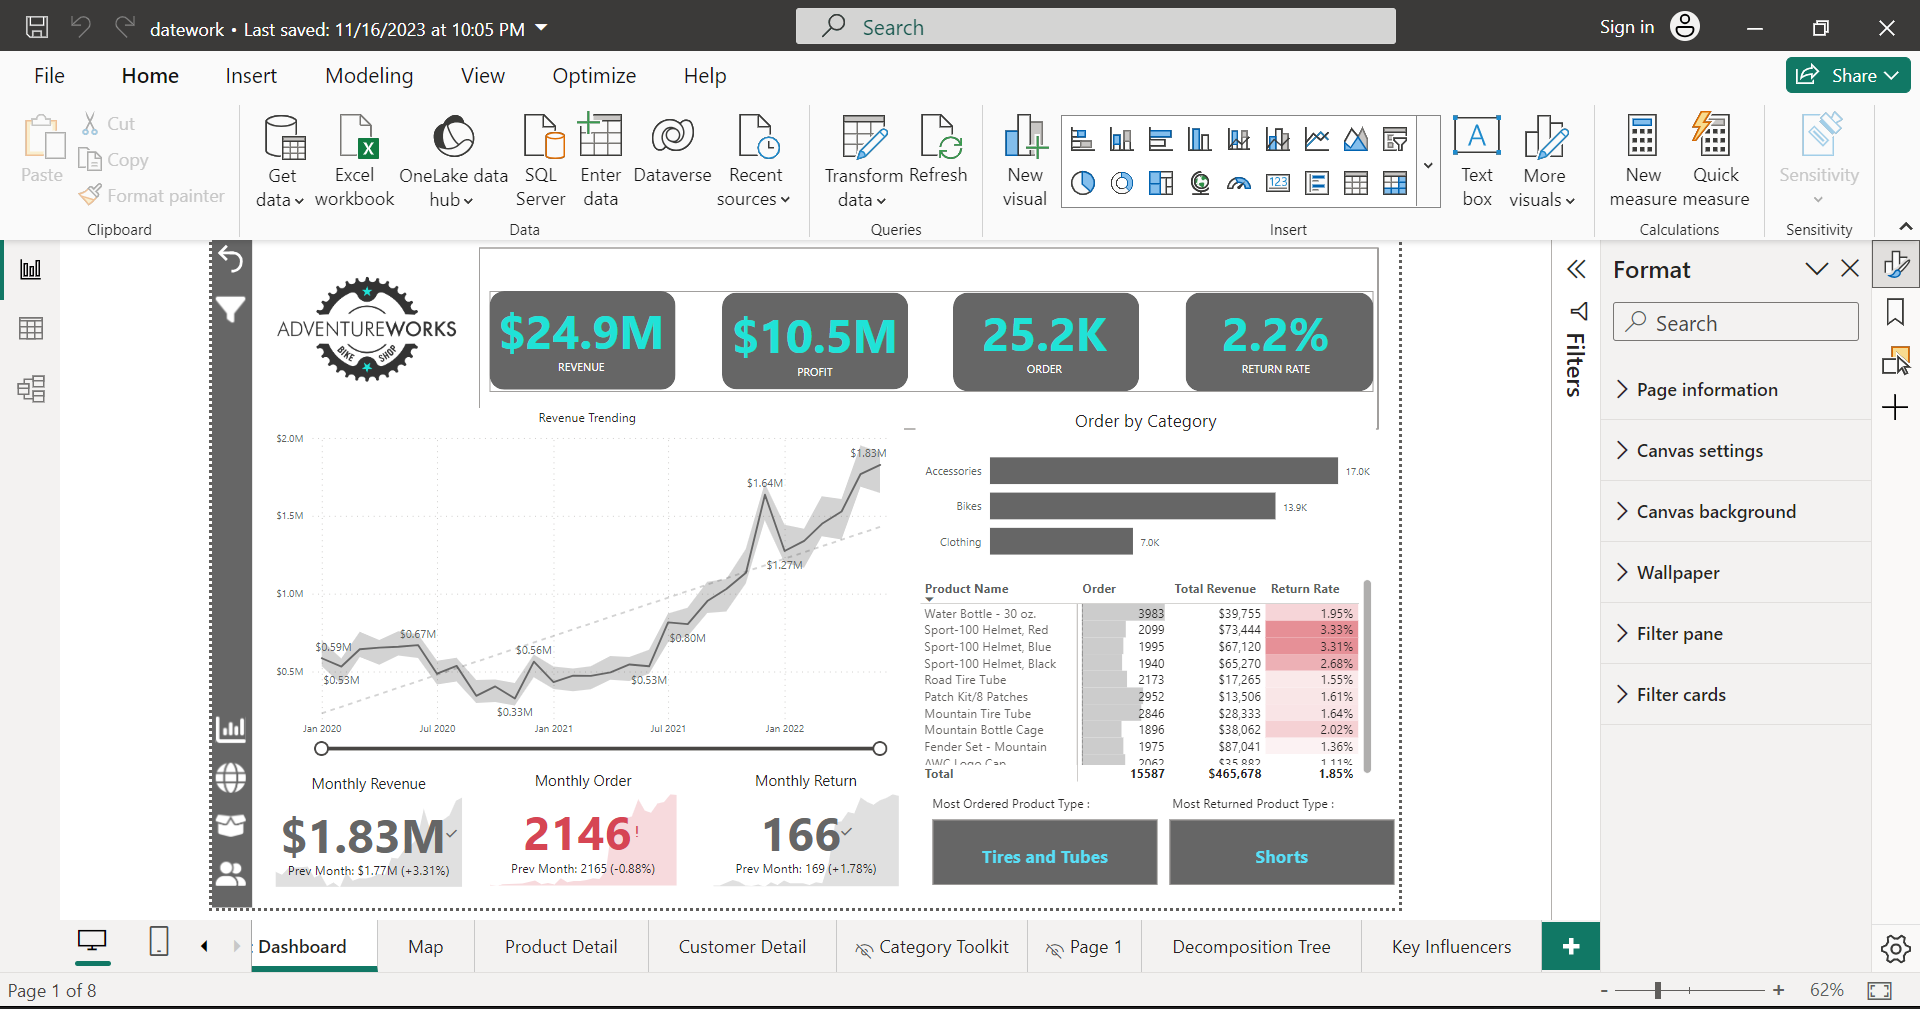 datework • Last saved: 11/16/2023 at 10:05 PM
Search
Sign in
File Home Insert Modeling View Optimize Help
Share
Paste
Cut
Copy
Format painter
Clipboard
Get data
Excel workbook
OneLake data hub
SQL Server
Enter data
Dataverse
Recent sources
Data
Transform data
Refresh
Queries
New visual
123
A
Text box
More visuals
Insert
New measure
Quick measure
Calculations
Sensitivity
Sensitivity
ADVENTUREWORKS
BIKE SHOP
$24.9M
REVENUE
$10.5M
PROFIT
25.2K
ORDER
2.2%
RETURN RATE
Revenue Trending
$2.0M
$1.5M
$1.0M
$0.5M
$0.59M
$0.53M
$0.67M
$0.33M
$0.56M
$0.53M
$0.80M
$1.64M
$1.27M
$1.83M
Jan 2020 Jul 2020 Jan 2021 Jul 2021 Jan 2022
Order by Category
Accessories 17.0K
Bikes 13.9K
Clothing 7.0K
Product Name Order Total Revenue Return Rate
Water Bottle - 30 oz. 3983 $39,755 1.95%
Sport-100 Helmet, Red 2099 $73,444 3.33%
Sport-100 Helmet, Blue 1995 $67,120 3.31%
Sport-100 Helmet, Black 1940 $65,270 2.68%
Road Tire Tube 2173 $17,265 1.55%
Patch Kit/8 Patches 2952 $13,506 1.61%
Mountain Tire Tube 2846 $28,333 1.64%
Mountain Bottle Cage 1896 $38,062 2.02%
Fender Set - Mountain 1975 $87,041 1.36%
AWC Logo Cap 2062 $35,882 1.11%
Total 15587 $465,678 1.85%
Monthly Revenue
$1.83M
Prev Month: $1.77M (+3.31%)
Monthly Order
2146!
Prev Month: 2165 (-0.88%)
Monthly Return
166
Prev Month: 169 (+1.78%)
Most Ordered Product Type :
Tires and Tubes
Most Returned Product Type :
Shorts
Filters
Format
Search
Page information
Canvas settings
Canvas background
Wallpaper
Filter pane
Filter cards
Dashboard Map Product Detail Customer Detail Category Toolkit Page 1 Decomposition Tree Key Influencers +
Page 1 of 8
- + 62%